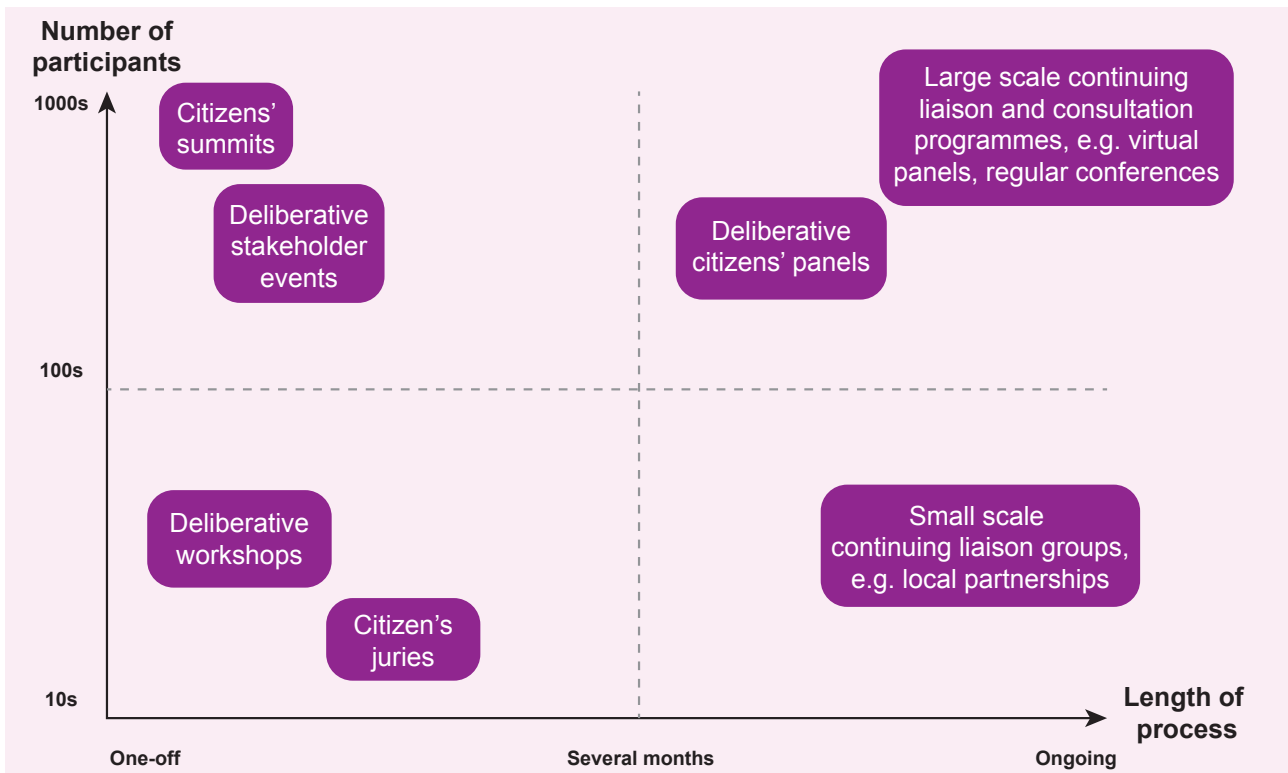 Number of
participants
1000s
Citizens’
summits
Large scale continuing
liaison and consultation
programmes, e.g. virtual
panels, regular conferences
Deliberative
stakeholder
events
Deliberative
citizens’ panels
100s
Deliberative
workshops
Small scale
continuing liaison groups,
e.g. local partnerships
Citizen’s
juries
10s
Length of
process
One-off
Several months
Ongoing